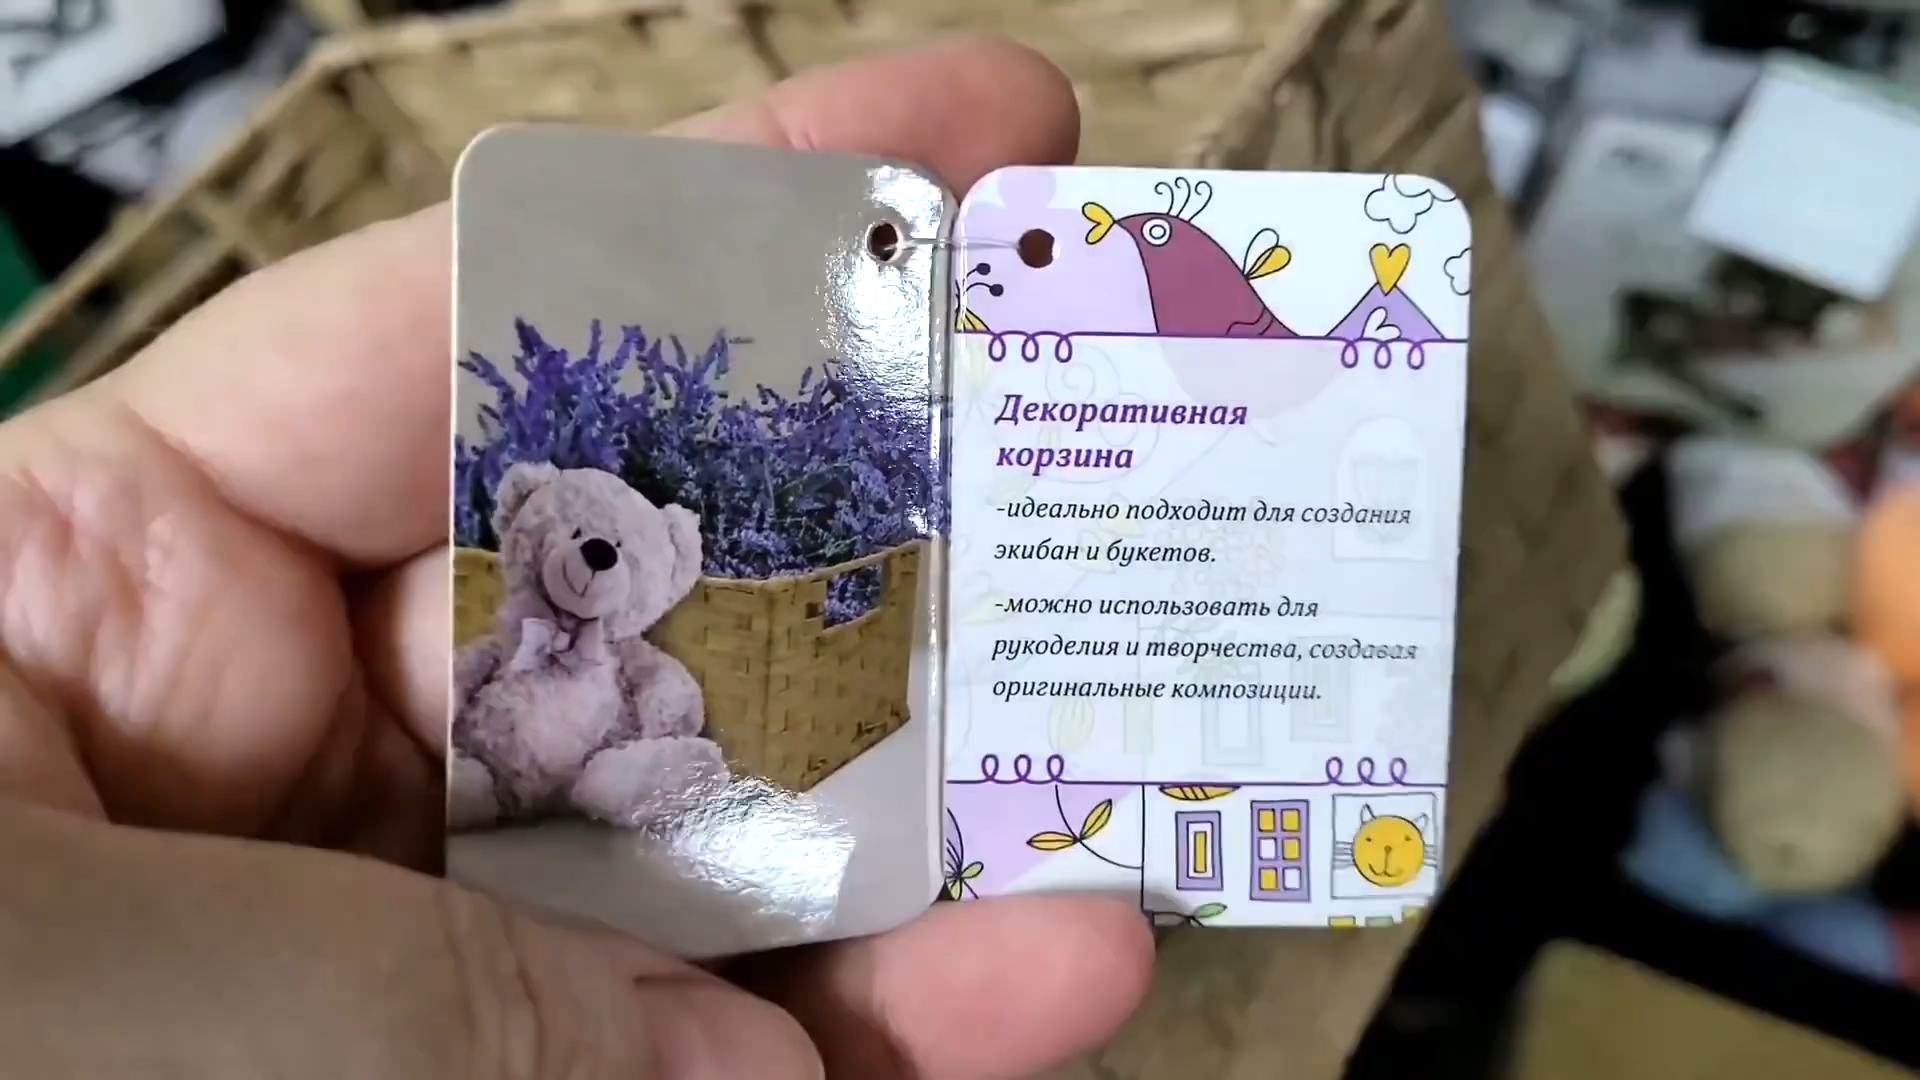 Декоративная
корзина
-идеально подходит для создания
экибан и букетов.
-можно использовать для
рукоделия и творчества, создавая
оригинальные композиции.